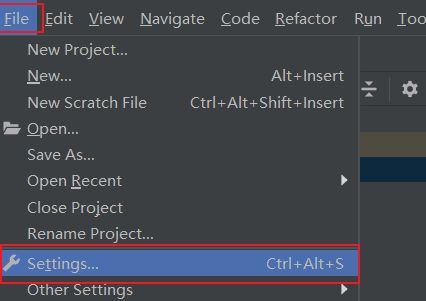 File Edit View Navigate Code Refactor Run
New Project...
New... Alt+Insert
New Scratch File Ctrl+Alt+Shift+Insert
Open...
Save As...
Open Recent
Close Project
Rename Project...
Settings... Ctrl+Alt+S
Other Settings